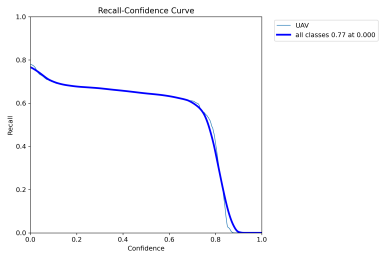 Recall-Confidence Curve
UAV
all classes 0.77 at 0.000
1.0
0.8
0.6
0.4
0.2
0.0
Recall
0.0 0.2 0.4 0.6 0.8 1.0
Confidence